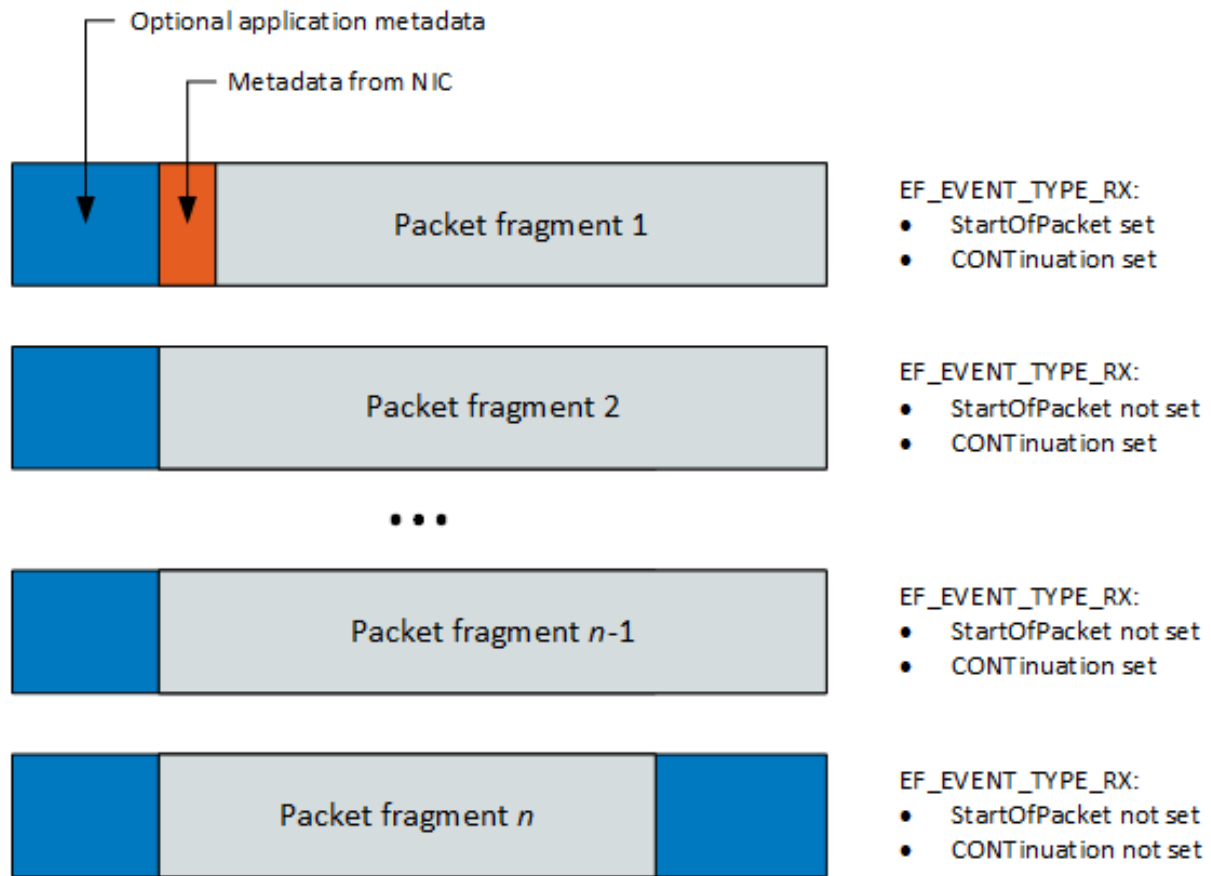 Optional application metadata
Metadata from NIC
Packet fragment 1
EF_EVENT_TYPE_RX:
• StartOfPacket set
• CONTinuation set
Packet fragment 2
EF_EVENT_TYPE_RX:
• StartOfPacket not set
• CONTinuation set
•••
Packet fragment n-1
EF_EVENT_TYPE_RX:
• StartOfPacket not set
• CONTinuation set
Packet fragment n
EF_EVENT_TYPE_RX:
• StartOfPacket not set
• CONTinuation not set